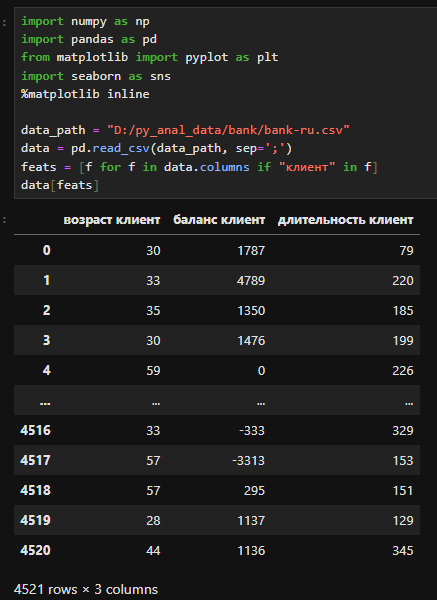 import numpy as np
import pandas as pd
from matplotlib import pyplot as plt
import seaborn as sns
%matplotlib inline
data_path = "D:/py_anal_data/bank/bank-ru.csv"
data = pd.read_csv(data_path, sep=';')
feats = [f for f in data.columns if "клиент" in f]
data[feats]
возраст клиент баланс клиент длительность клиент
0 30 1787 79
1 33 4789 220
2 35 1350 185
3 30 1476 199
4 59 0 226
... ... ... ...
4516 33 -333 329
4517 57 -3313 153
4518 57 295 151
4519 28 1137 129
4520 44 1136 345
4521 rows × 3 columns